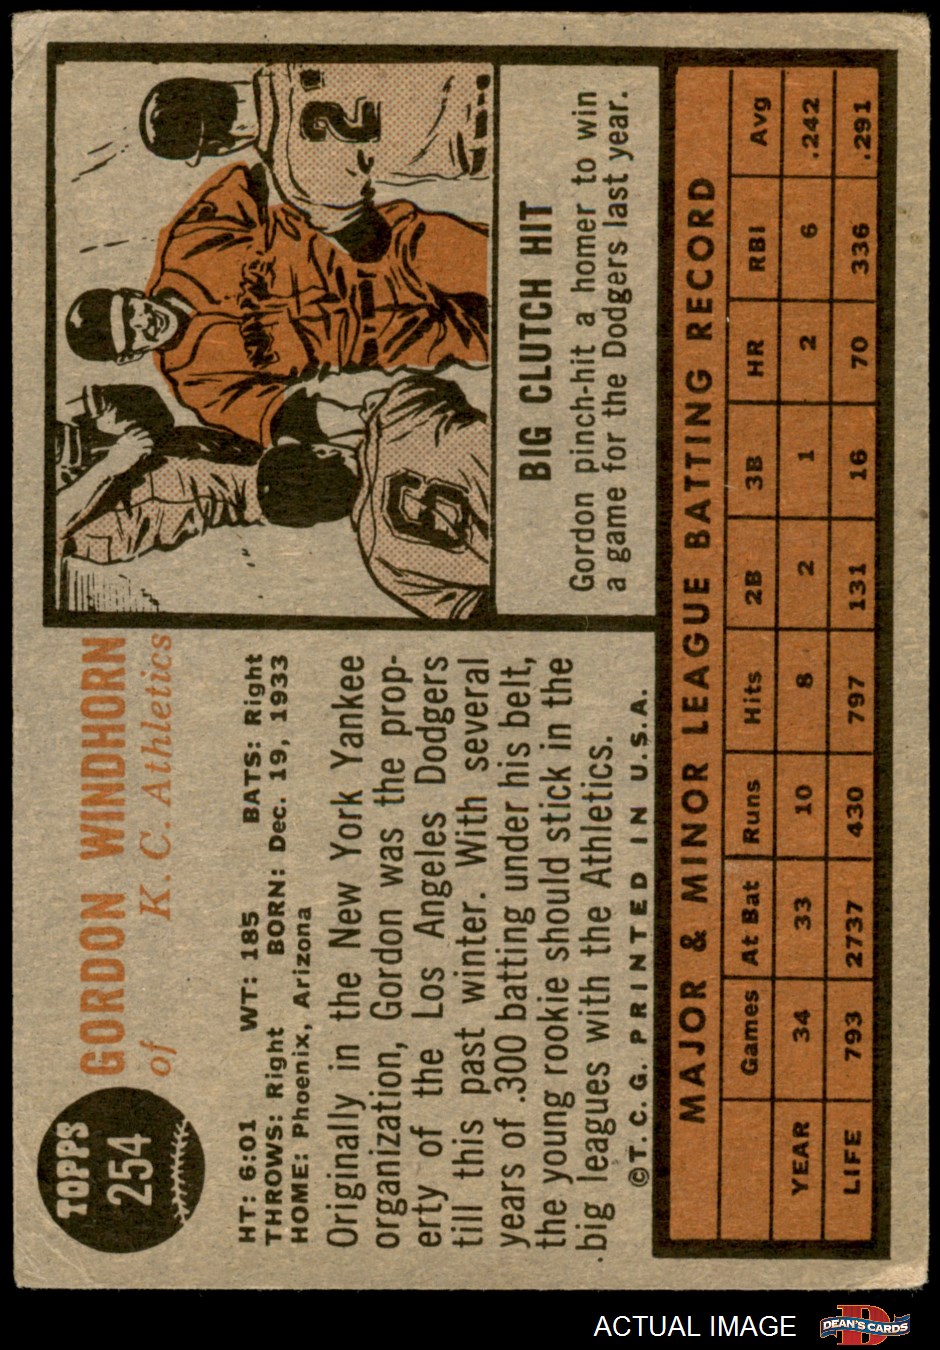 TOPPS
254
GORDON WINDHORN
of K. C. Athletics
HT: 6:01 WT: 185 BATS: Right
THROWS: Right BORN: Dec. 19, 1933
HOME: Phoenix, Arizona
Originally in the New York Yankee
organization, Gordon was the prop-
erty of the Los Angeles Dodgers
till this past winter. With several
years of .300 batting under his belt,
the young rookie should stick in the
big leagues with the Athletics.
©T. C. G. PRINTED IN U.S.A.
2
6
BIG CLUTCH HIT
Gordon pinch-hit a homer to win
a game for the Dodgers last year.
MAJOR & MINOR LEAGUE BATTING RECORD
Games At Bat Runs Hits 2B 3B HR RBI Avg
YEAR 34 33 10 8 2 1 2 6 .242
LIFE 793 2737 430 797 131 16 70 336 .291
ACTUAL IMAGE
D
DEAN'S CARDS